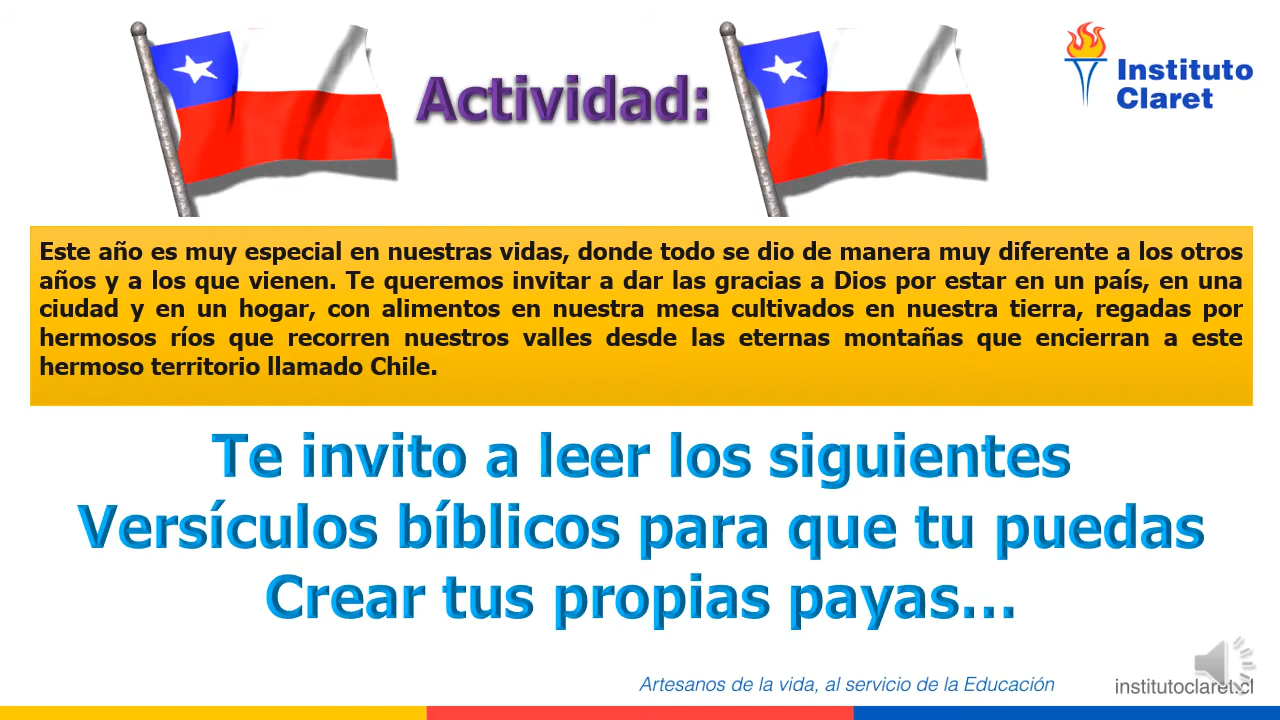 Actividad:
Instituto
Claret
Este año es muy especial en nuestras vidas, donde todo se dio de manera muy diferente a los otros
años y a los que vienen. Te queremos invitar a dar las gracias a Dios por estar en un país, en una
ciudad y en un hogar, con alimentos en nuestra mesa cultivados en nuestra tierra, regadas por
hermosos ríos que recorren nuestros valles desde las eternas montañas que encierran a este
hermoso territorio llamado Chile.
Te invito a leer los siguientes
Versículos bíblicos para que tu puedas
Crear tus propias payas...
Artesanos de la vida, al servicio de la Educación
institutoclaret.cl